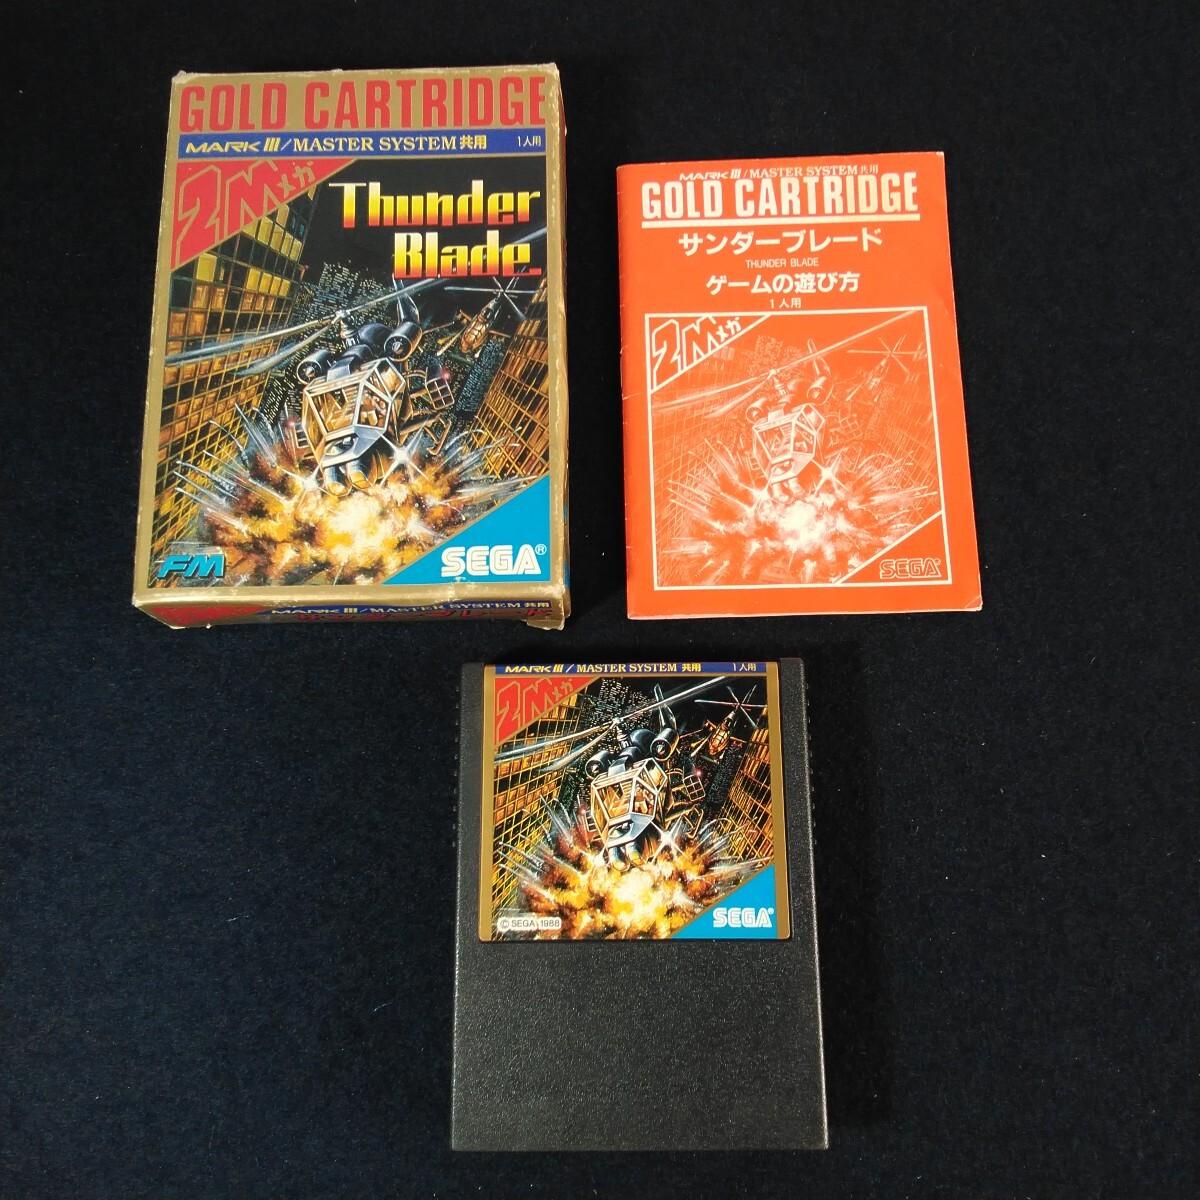 GOLD CARTRIDGE
MARK III/MASTER SYSTEM 共用 1人用
2Mメガ
Thunder
Blade
FM
SEGA®
MARK III/MASTER SYSTEM 共用
MARK III/MASTER SYSTEM 共用
GOLD CARTRIDGE
サンダーブレード
THUNDER BLADE
ゲームの遊び方
1人用
2Mメガ
SEGA®
MARK III/MASTER SYSTEM 共用 1人用
2Mメガ
© SEGA 1988
SEGA®